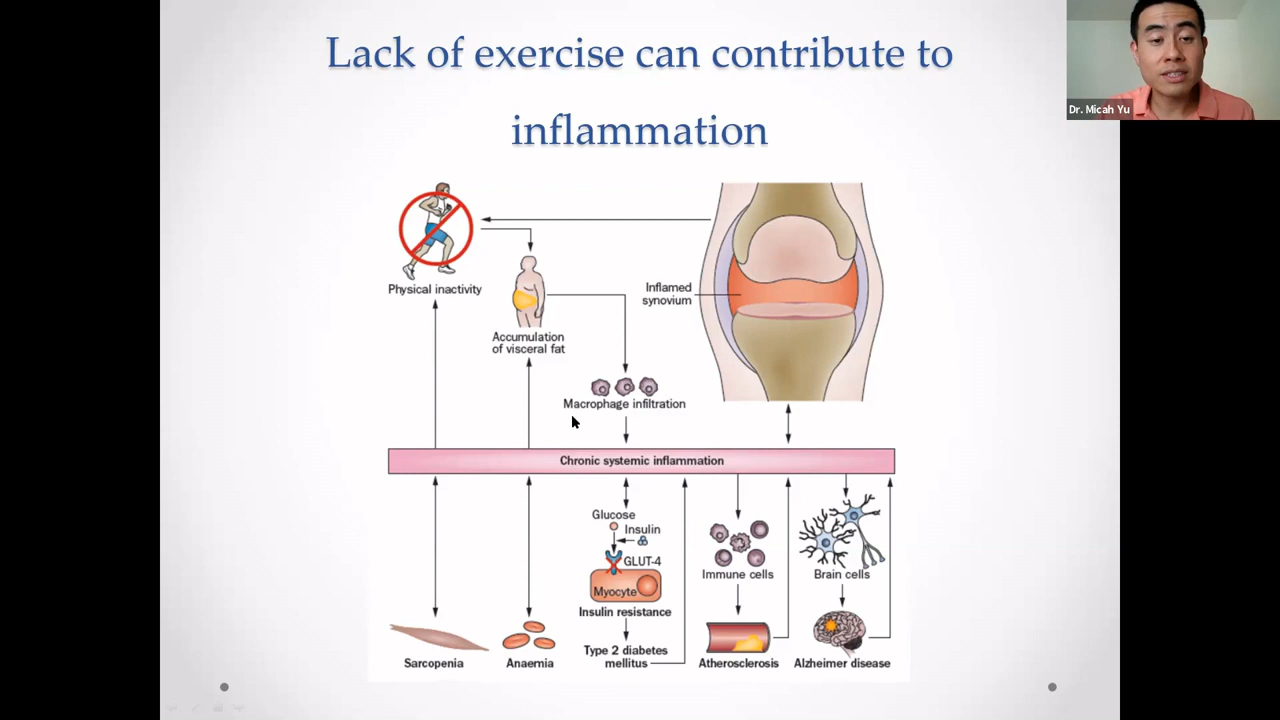 Lack of exercise can contribute to
inflammation
Dr. Micah Yu
Physical inactivity
Accumulation
of visceral fat
Inflamed
synovium
Macrophage infiltration
Chronic systemic inflammation
Glucose
Insulin
GLUT-4
Myocyte
Insulin resistance
Type 2 diabetes
mellitus
Immune cells
Brain cells
Sarcopenia
Anaemia
Atherosclerosis
Alzheimer disease